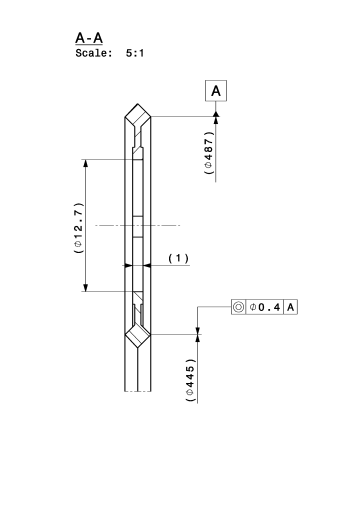 A-A
Scale: 5:1
A
(⌀487)
(⌀12.7)
(1)
◎ ⌀0.4 A
(⌀445)